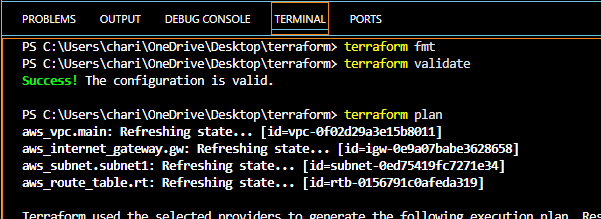 PROBLEMS OUTPUT DEBUG CONSOLE TERMINAL PORTS
PS C:\Users\chari\OneDrive\Desktop\terraform> terraform fmt
PS C:\Users\chari\OneDrive\Desktop\terraform> terraform validate
Success! The configuration is valid.
PS C:\Users\chari\OneDrive\Desktop\terraform> terraform plan
aws_vpc.main: Refreshing state... [id=vpc-0f02d29a3e15b8011]
aws_internet_gateway.gw: Refreshing state... [id=igw-0e9a07babe3628658]
aws_subnet.subnet1: Refreshing state... [id=subnet-0ed75419fc7271e34]
aws_route_table.rt: Refreshing state... [id=rtb-0156791c0afeda319]
Terraform used the selected providers to generate the following execution plan. Res